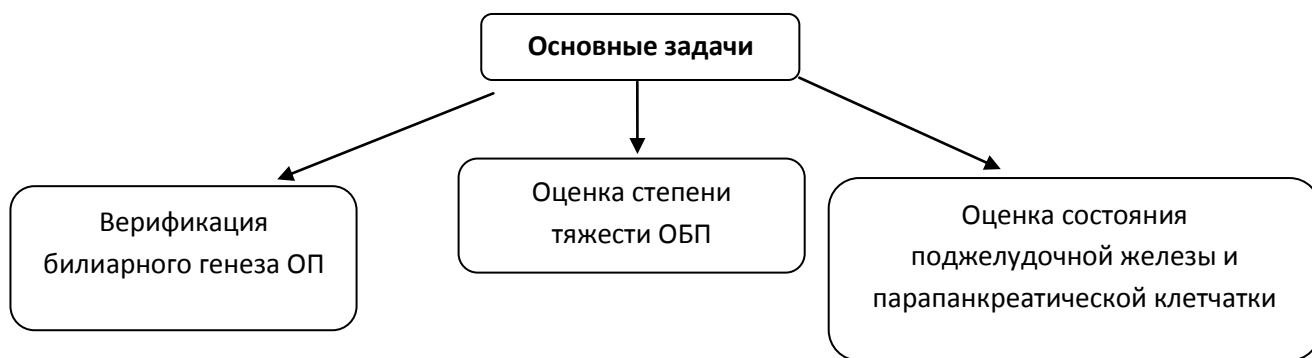 Основные задачи
Верификация
билиарного генеза ОП
Оценка степени
тяжести ОБП
Оценка состояния
поджелудочной железы и
парапанкреатической клетчатки